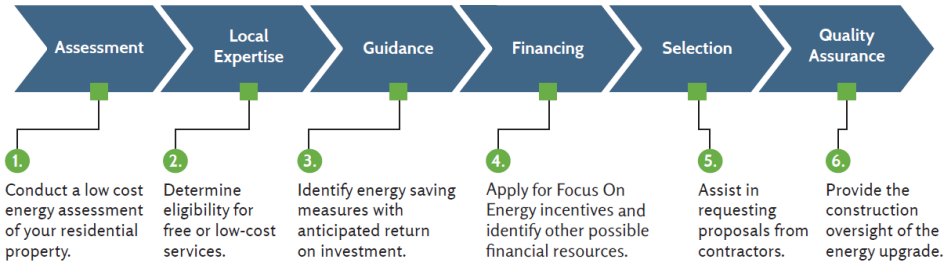 Assessment
Local
Expertise
Guidance
Financing
Selection
Quality
Assurance
1.
Conduct a low cost
energy assessment
of your residential
property.
2.
Determine
eligibility for
free or low-cost
services.
3.
Identify energy saving
measures with
anticipated return
on investment.
4.
Apply for Focus On
Energy incentives and
identify other possible
financial resources.
5.
Assist in
requesting
proposals from
contractors.
6.
Provide the
construction
oversight of the
energy upgrade.